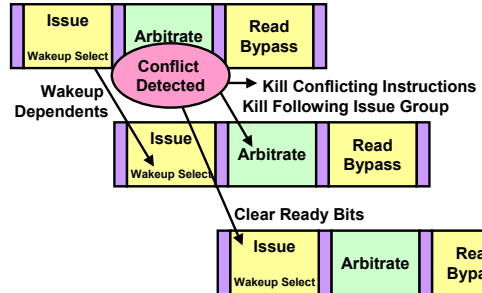 Issue
Wakeup Select
Arbitrate
Read
Bypass
Conflict
Detected
Wakeup
Dependents
Kill Conflicting Instructions
Kill Following Issue Group
Issue
Wakeup Select
Arbitrate
Read
Bypass
Clear Ready Bits
Issue
Wakeup Select
Arbitrate